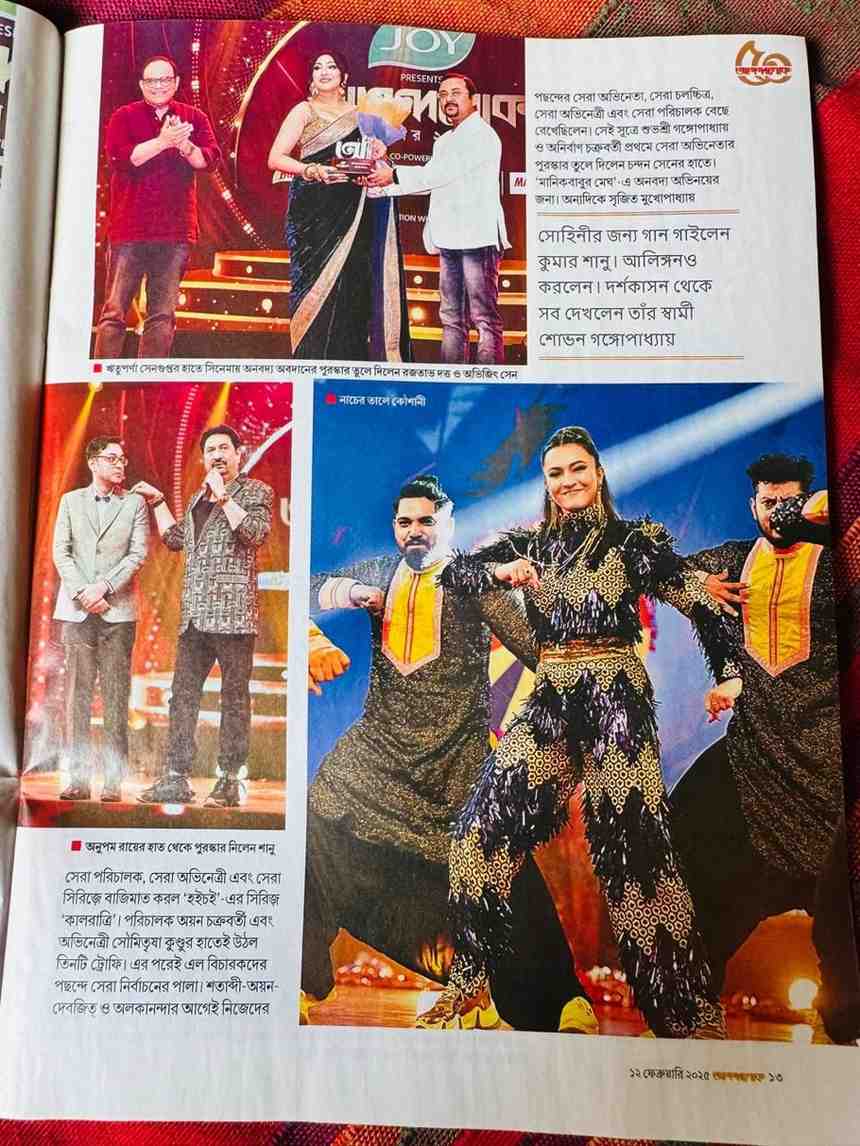 JOY
PRESENTS
CO-POWER
পছন্দের সেরা অভিনেতা, সেরা চলচ্চিত্র,
সেরা অভিনেত্রী এবং সেরা পরিচালক বেছে
রেখেছিলেন। সেই সূত্রে শুভশ্রী গঙ্গোপাধ্যায়
ও অনির্বাণ চক্রবর্তী প্রথমে সেরা অভিনেতার
পুরস্কার তুলে দিলেন চন্দন সেনের হাতে।
‘মানিকবাবুর মেঘ’-এ অনবদ্য অভিনয়ের
জন্য। অন্যদিকে সৃজিত মুখোপাধ্যায়
সোহিনীর জন্য গান গাইলেন
কুমার শানু। আলিঙ্গনও
করলেন। দর্শকাসন থেকে
সব দেখলেন তাঁর স্বামী
শোভন গঙ্গোপাধ্যায়
ঋতুপর্ণা সেনগুপ্তর হাতে সিনেমায় অনবদ্য অবদানের পুরস্কার তুলে দিলেন রজতাভ দত্ত ও অভিজিৎ সেন
নাচের তালে কৌশানী
অনুপম রায়ের হাত থেকে পুরস্কার নিলেন শানু
সেরা পরিচালক, সেরা অভিনেত্রী এবং সেরা
সিরিজ়ে বাজিমাত করল ‘হইচই’-এর সিরিজ়
‘কালরাত্রি’। পরিচালক অয়ন চক্রবর্তী এবং
অভিনেত্রী সৌমিতৃষা কুণ্ডুর হাতেই উঠল
তিনটি ট্রোফি। এর পরেই এল বিচারকদের
পছন্দে সেরা নির্বাচনের পালা। শতাব্দী-অয়ন-
দেবজিত্ ও অলকানন্দার আগেই নিজেদের
১২ ফেব্রুয়ারি ২০২৫ আনন্দলোক ১৩